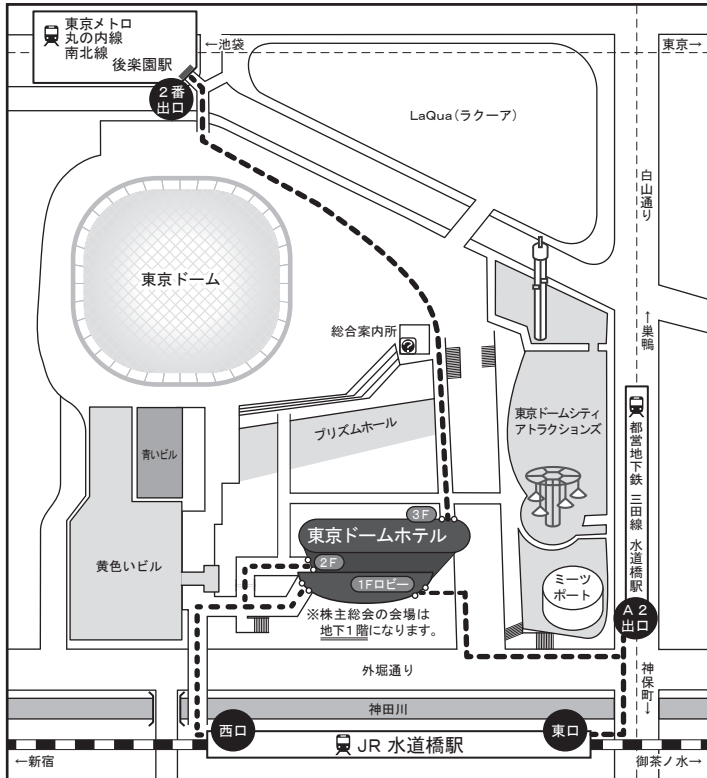 東京メトロ
丸の内線
南北線
後楽園駅
←池袋
東京→
2番
出口
LaQua(ラクーア)
白山通り
東京ドーム
総合案内所
←巣鴨
プリズムホール
東京ドームシティ
アトラクションズ
青いビル
都営地下鉄 三田線 水道橋駅
3F
東京ドームホテル
2F
1Fロビー
黄色いビル
ミーツ
ポート
※株主総会の会場は
地下1階になります。
A2
出口
外堀通り
神保町→
神田川
西口
JR 水道橋駅
東口
←新宿
御茶ノ水→